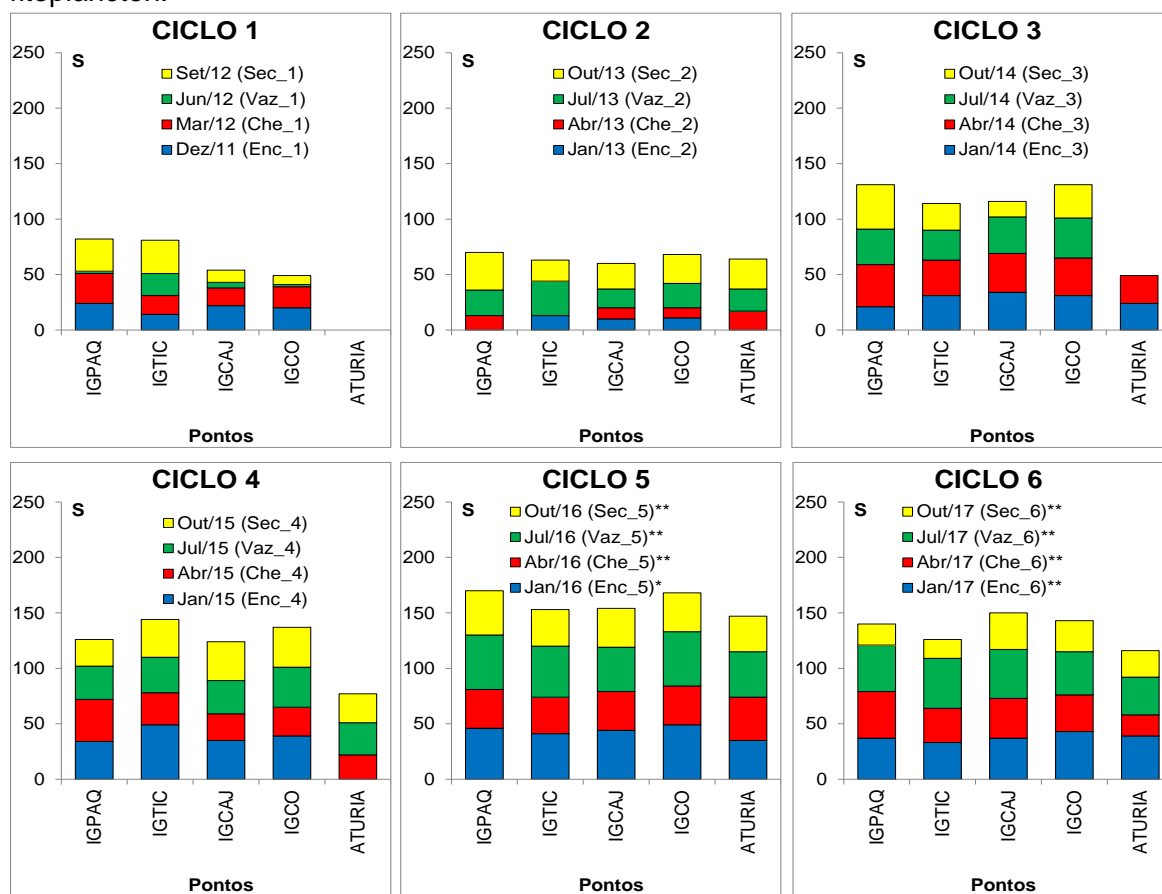 CICLO 1
250
200
150
100
50
0
S
Set/12 (Sec_1)
Jun/12 (Vaz_1)
Mar/12 (Che_1)
Dez/11 (Enc_1)
IGPAQ
IGTIC
IGCAJ
IGCO
ATURIA
Pontos
CICLO 2
250
200
150
100
50
0
S
Out/13 (Sec_2)
Jul/13 (Vaz_2)
Abr/13 (Che_2)
Jan/13 (Enc_2)
IGPAQ
IGTIC
IGCAJ
IGCO
ATURIA
Pontos
CICLO 3
250
200
150
100
50
0
S
Out/14 (Sec_3)
Jul/14 (Vaz_3)
Abr/14 (Che_3)
Jan/14 (Enc_3)
IGPAQ
IGTIC
IGCAJ
IGCO
ATURIA
Pontos
CICLO 4
250
200
150
100
50
0
S
Out/15 (Sec_4)
Jul/15 (Vaz_4)
Abr/15 (Che_4)
Jan/15 (Enc_4)
IGPAQ
IGTIC
IGCAJ
IGCO
ATURIA
Pontos
CICLO 5
250
200
150
100
50
0
S
Out/16 (Sec_5)**
Jul/16 (Vaz_5)**
Abr/16 (Che_5)**
Jan/16 (Enc_5)*
IGPAQ
IGTIC
IGCAJ
IGCO
ATURIA
Pontos
CICLO 6
250
200
150
100
50
0
S
Out/17 (Sec_6)**
Jul/17 (Vaz_6)**
Abr/17 (Che_6)**
Jan/17 (Enc_6)**
IGPAQ
IGTIC
IGCAJ
IGCO
ATURIA
Pontos